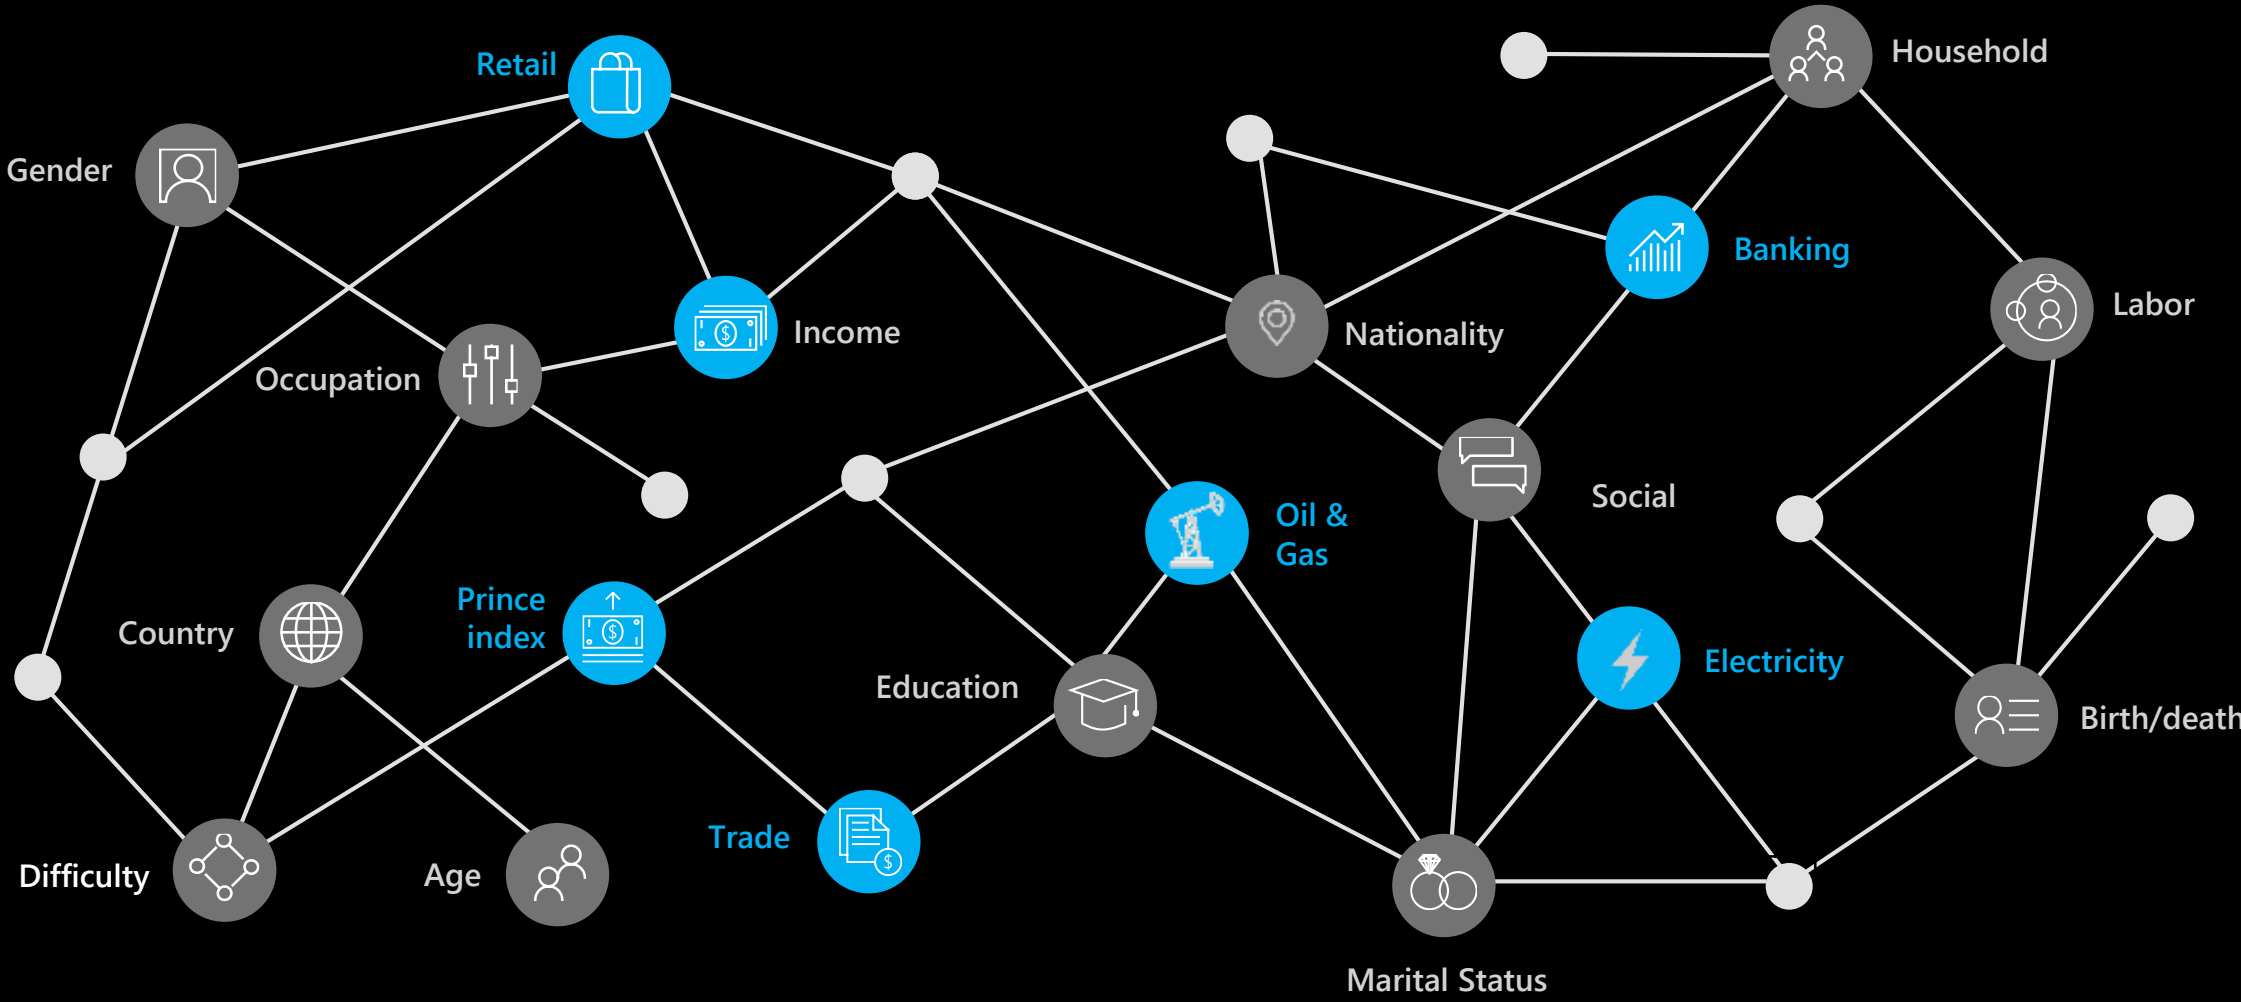 Household
Retail
Gender
Banking
Labor
Income
Nationality
Occupation
Social
Oil &
Gas
Prince
index
Country
Electricity
Education
Birth/death
Trade
Difficulty
Age
Marital Status